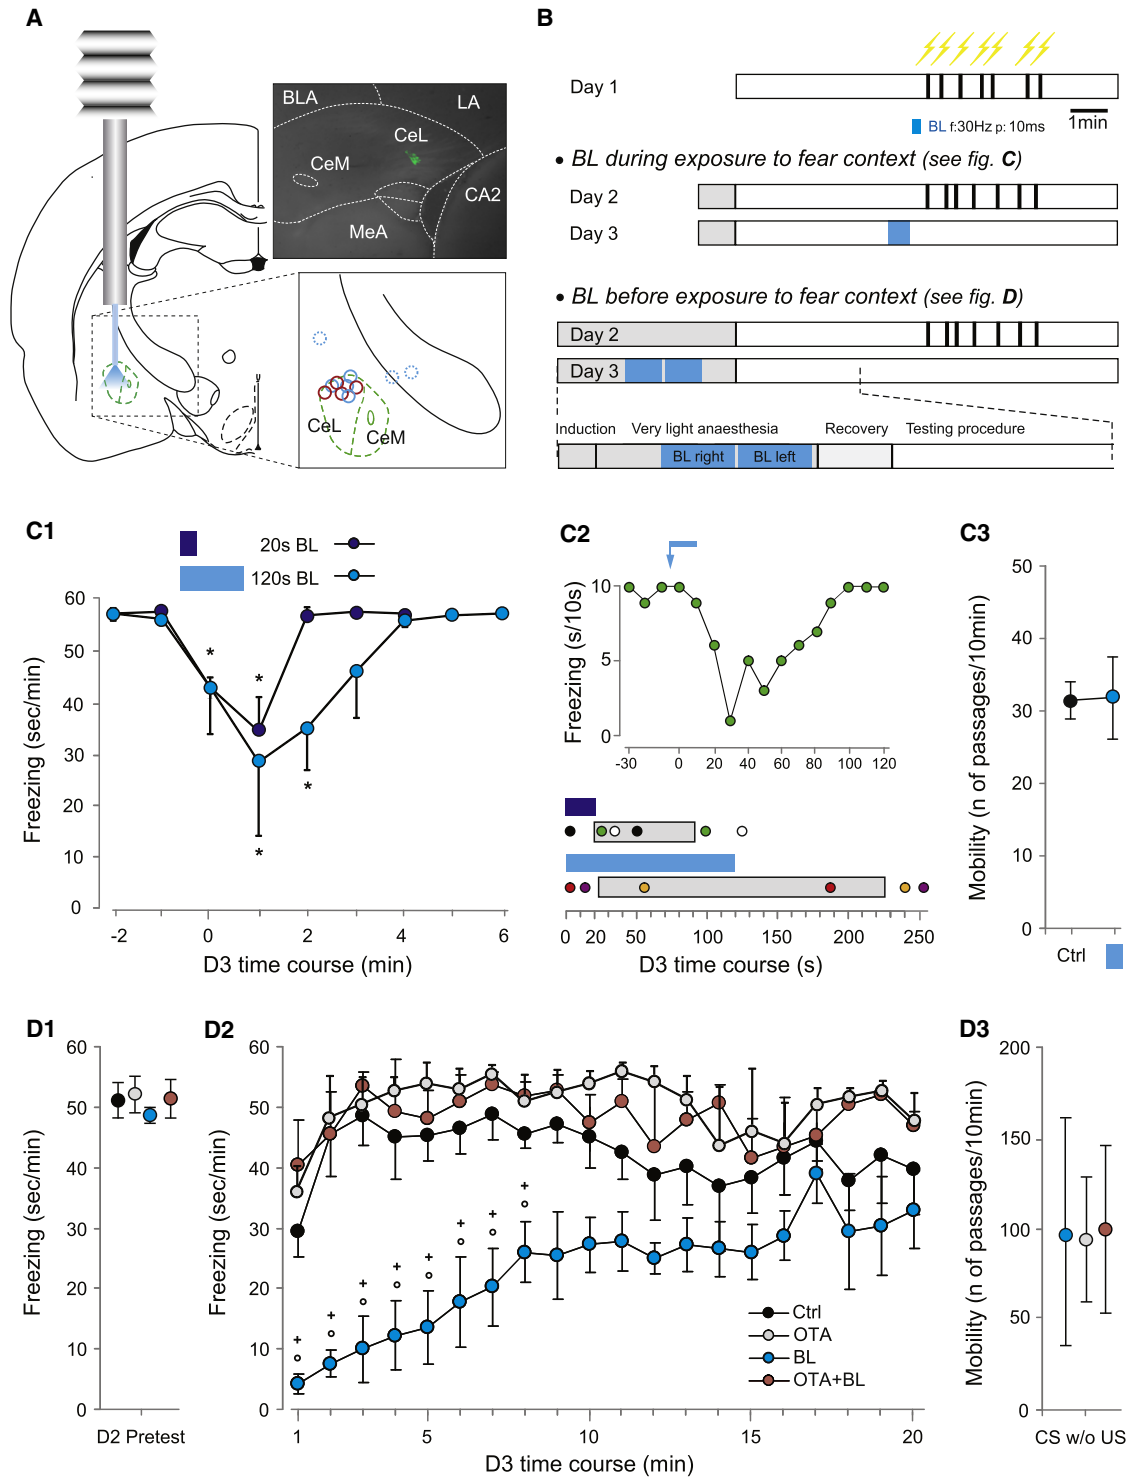 A
BLA
LA
CeL
CeM
CA2
MeA
CeL
CeM
B
Day 1
1min
BL f:30Hz p: 10ms
• BL during exposure to fear context (see fig. C)
Day 2
Day 3
• BL before exposure to fear context (see fig. D)
Day 2
Day 3
Induction Very light anaesthesia Recovery Testing procedure
BL right BL left
C1
20s BL
120s BL
Freezing (sec/min)
60
50
40
30
20
10
0
* * * *
-2 0 2 4 6
D3 time course (min)
C2
Freezing (s/10s)
10
5
0
-30 0 20 40 60 80 100 120
0 20 50 100 150 200 250
D3 time course (s)
C3
Mobility (n of passages/10min)
50
40
30
20
10
0
Ctrl
D1
Freezing (sec/min)
60
50
40
30
20
10
0
D2 Pretest
D2
Freezing (sec/min)
60
50
40
30
20
10
0
+ + + + + + + +
Ctrl
OTA
BL
OTA+BL
1 5 10 15 20
D3 time course (min)
D3
Mobility (n of passages/10min)
200
150
100
50
0
CS w/o US